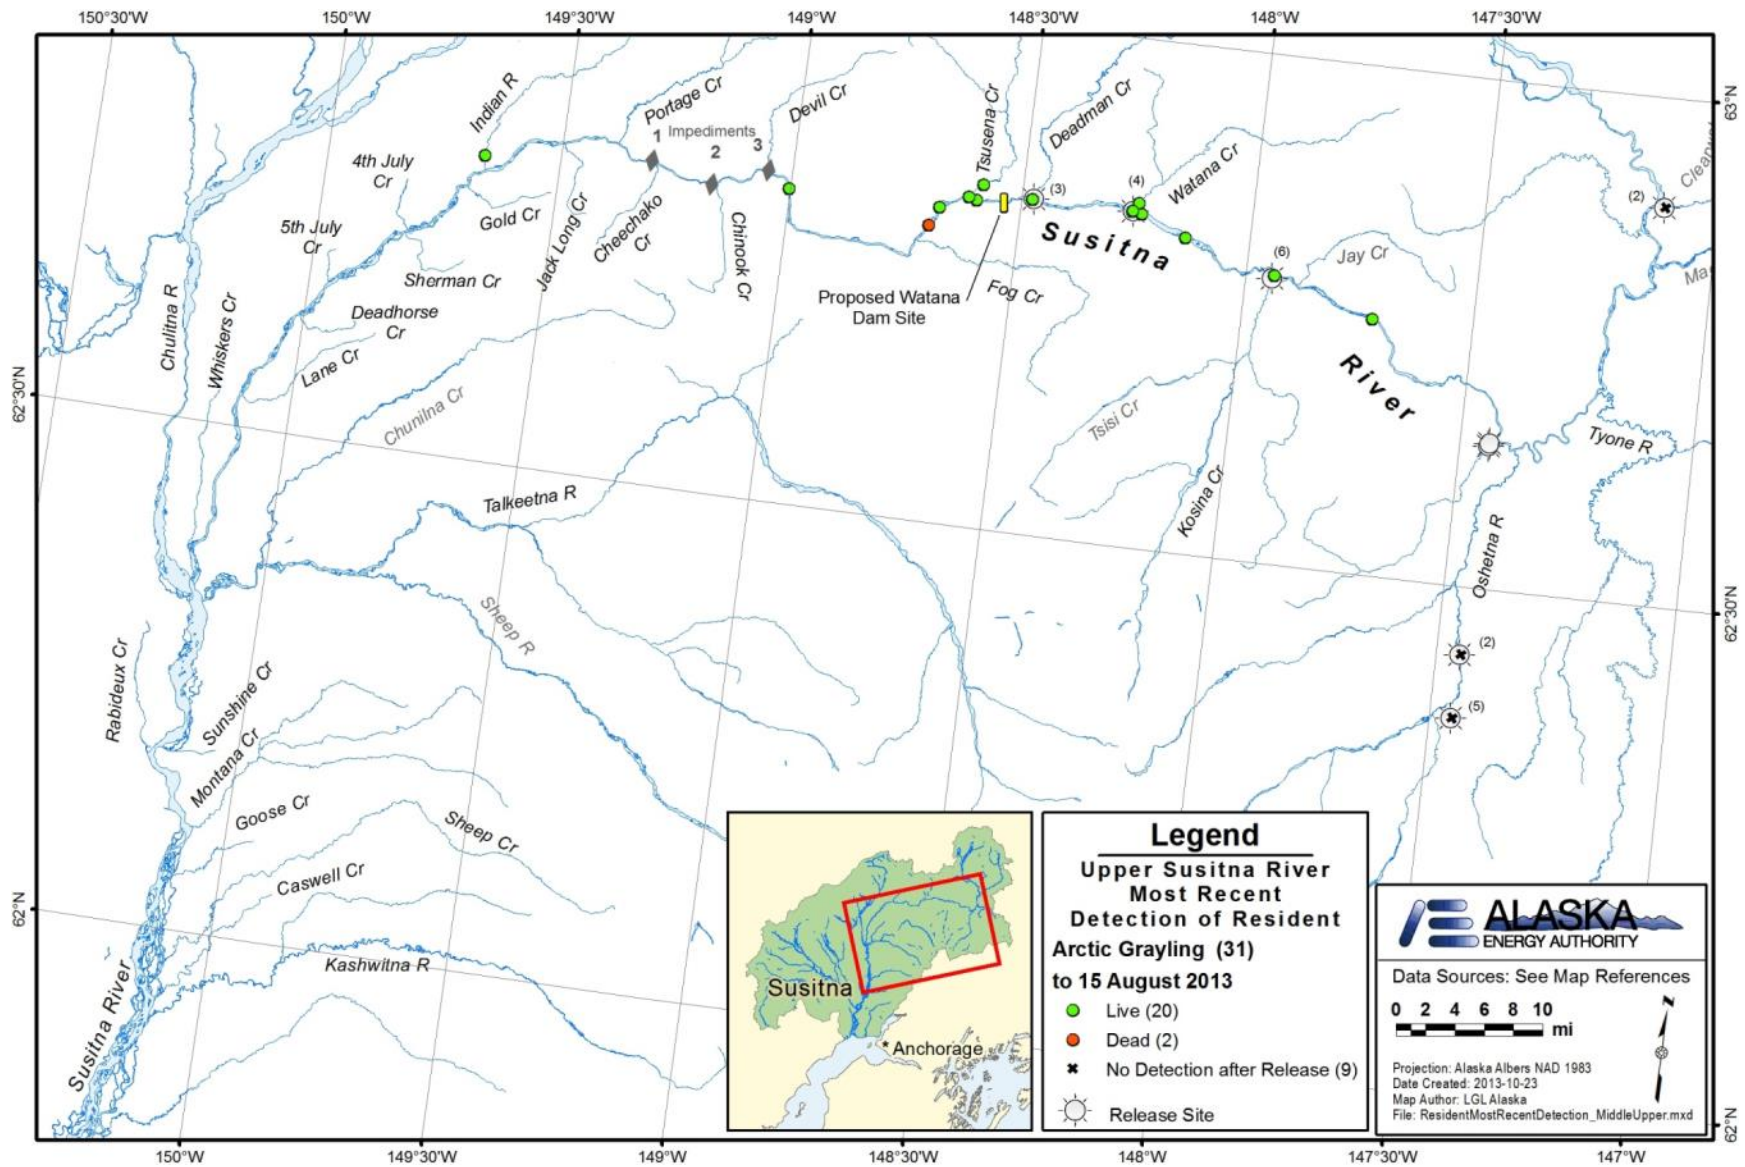 150°30'W
150°W
149°30'W
149°W
148°30'W
148°W
147°30'W
63°N
62°30'N
62°N
62°30'N
62°N
150°W
149°30'W
149°W
148°30'W
148°W
147°30'W
147°W
Indian R
Portage Cr
Impediments
1
2
3
Devil Cr
Tsusena Cr
Deadman Cr
Watana Cr
(3)
(4)
(6)
(2)
4th July
Cr
5th July
Cr
Gold Cr
Jack Long Cr
Cheechako
Cr
Chinook Cr
Sherman Cr
Deadhorse
Cr
Lane Cr
Chulitna R
Whiskers Cr
Chunilna Cr
Susitna
River
Proposed Watana
Dam Site
Fog Cr
Jay Cr
Tsisi Cr
Kosina Cr
Tyone R
Oshetna R
(2)
(5)
Talkeetna R
Sheep R
Rabideux Cr
Sunshine Cr
Montana Cr
Goose Cr
Sheep Cr
Caswell Cr
Kashwitna R
Susitna River
Susitna
* Anchorage
Legend
Upper Susitna River
Most Recent
Detection of Resident
Arctic Grayling (31)
to 15 August 2013
Live (20)
Dead (2)
No Detection after Release (9)
Release Site
ALASKA
ENERGY AUTHORITY
Data Sources: See Map References
0 2 4 6 8 10
mi
N
Projection: Alaska Albers NAD 1983
Date Created: 2013-10-23
Map Author: LGL Alaska
File: ResidentMostRecentDetection_MiddleUpper.mxd